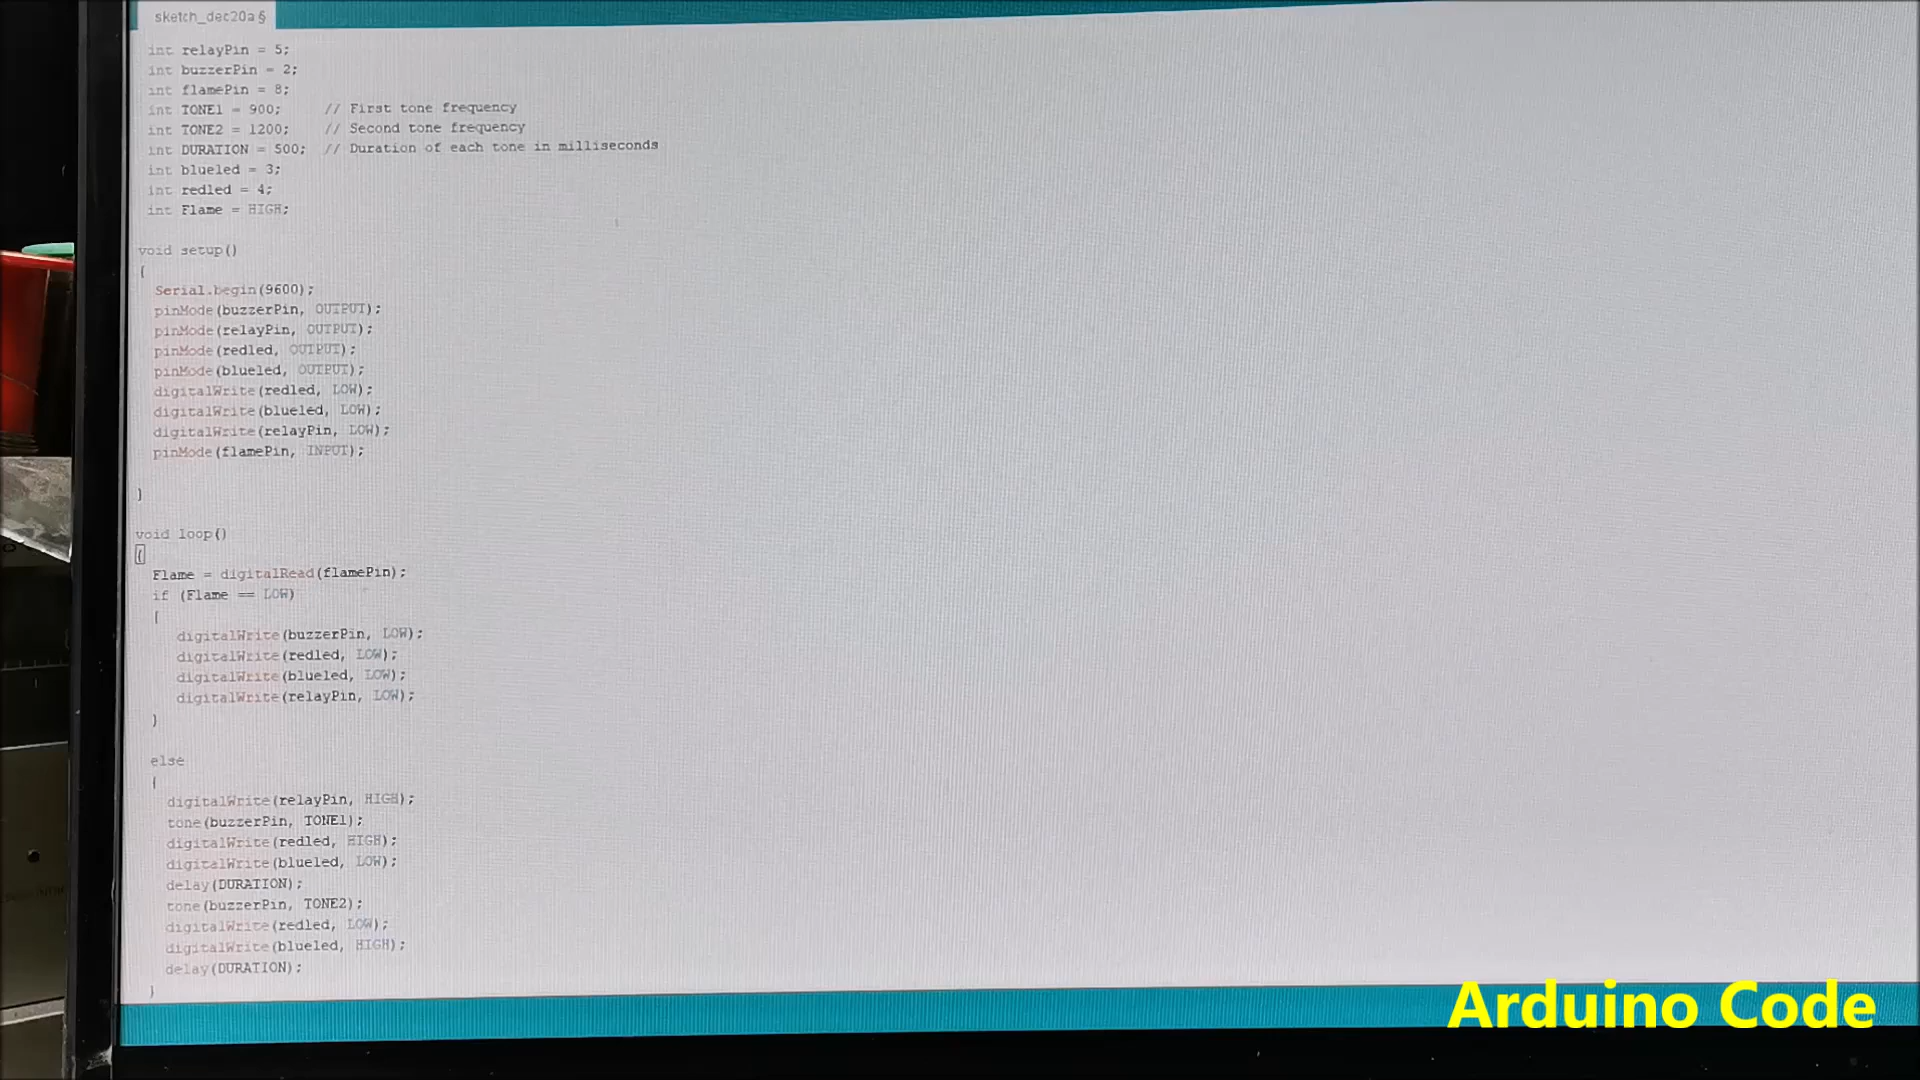 sketch_dec20a §
int relayPin = 5;
int buzzerPin = 2;
int flamePin = 8;
int TONE1 = 900; // First tone frequency
int TONE2 = 1200; // Second tone frequency
int DURATION = 500; // Duration of each tone in milliseconds
int blueled = 3;
int redled = 4;
int Flame = HIGH;
void setup()
{
Serial.begin(9600);
pinMode(buzzerPin, OUTPUT);
pinMode(relayPin, OUTPUT);
pinMode(redled, OUTPUT);
pinMode(blueled, OUTPUT);
digitalWrite(redled, LOW);
digitalWrite(blueled, LOW);
digitalWrite(relayPin, LOW);
pinMode(flamePin, INPUT);
}
void loop()
{
Flame = digitalRead(flamePin);
if (Flame == LOW)
{
digitalWrite(buzzerPin, LOW);
digitalWrite(redled, LOW);
digitalWrite(blueled, LOW);
digitalWrite(relayPin, LOW);
}
else
{
digitalWrite(relayPin, HIGH);
tone(buzzerPin, TONE1);
digitalWrite(redled, HIGH);
digitalWrite(blueled, LOW);
delay(DURATION);
tone(buzzerPin, TONE2);
digitalWrite(redled, LOW);
digitalWrite(blueled, HIGH);
delay(DURATION);
}
Arduino Code